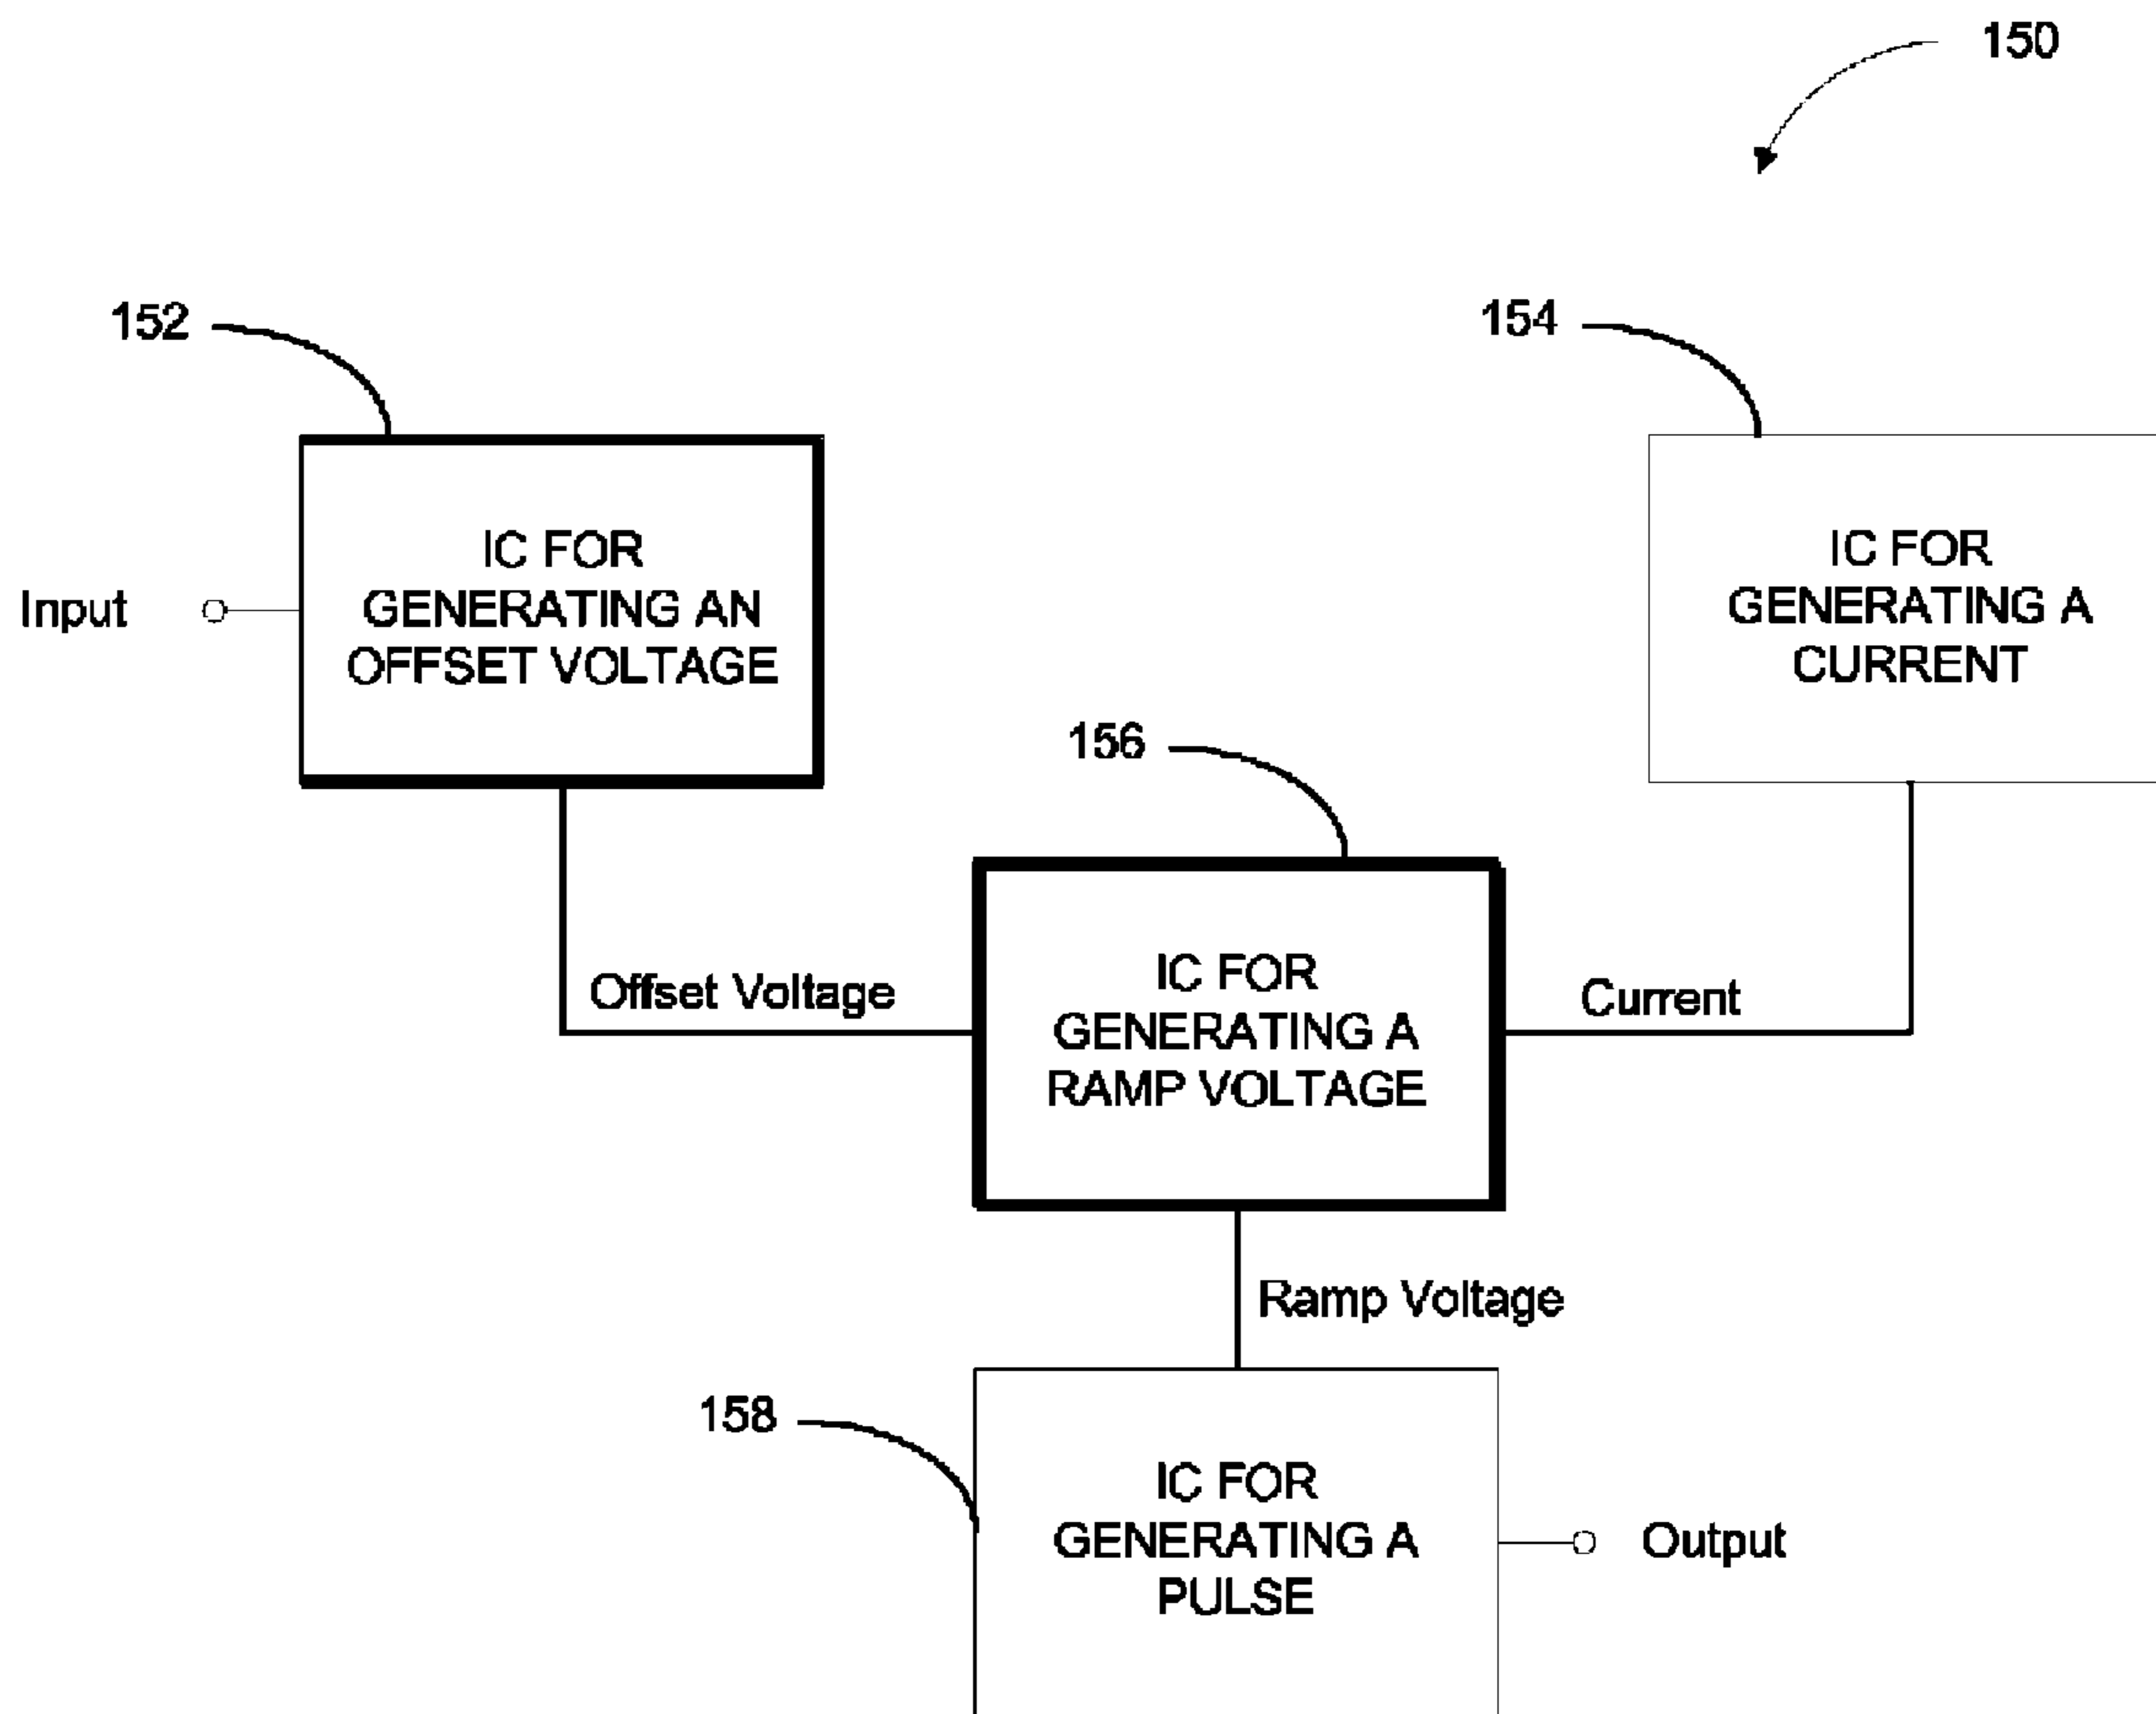 150
152
154
IC FOR
GENERATING AN
OFFSET VOLTAGE
IC FOR
GENERATING A
CURRENT
Input
156
Offset Voltage
IC FOR
GENERATING A
RAMP VOLTAGE
Current
Ramp Voltage
158
IC FOR
GENERATING A
PULSE
Output